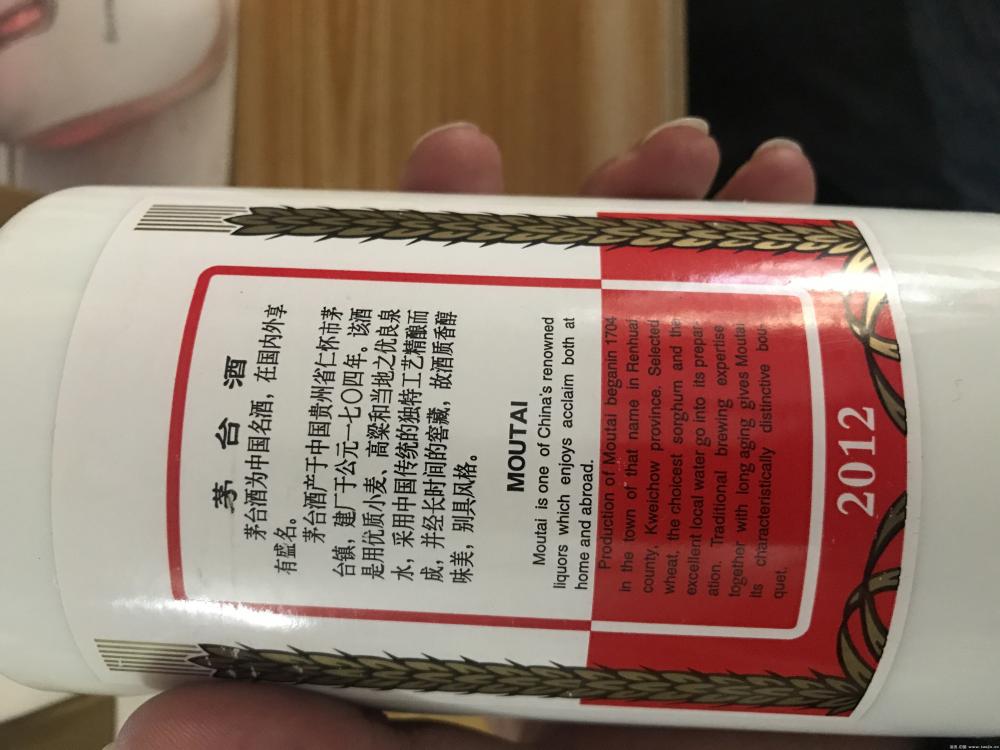 茅台酒
茅台酒为中国名酒，在国内外享
有盛名。
茅台酒产于中国贵州省仁怀市茅
台镇，建厂于公元一七〇四年。该酒
是用优质小麦、高粱和当地之优良泉
水，采用中国传统的独特工艺精酿而
成，并经长时间的窖藏，故酒质香醇
味美，别具风格。
MOUTAI
Moutai is one of China's renowned
liquors which enjoys acclaim both at
home and abroad.
Production of Moutai beganin 1704
in the town of that name in Renhuai
county, Kweichow province. Selected
wheat, the choicest sorghum and the
excellent local water go into its prepar-
ation. Traditional brewing expertise
together with long aging gives Moutai
its characteristically distinctive bou-
quet.
2012